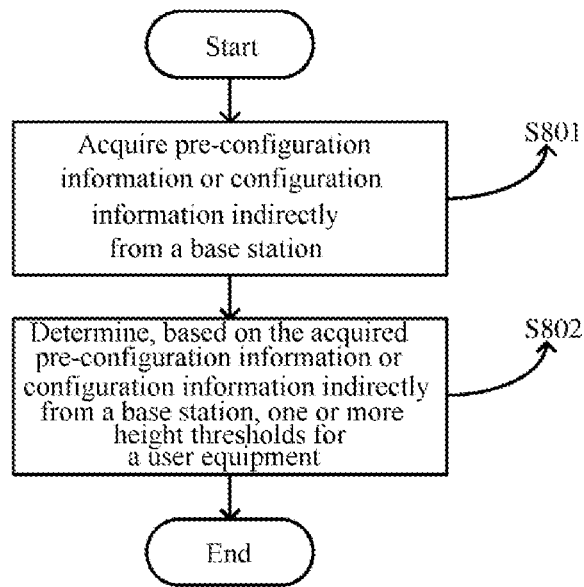 Start
Acquire pre-configuration
information or configuration
information indirectly
from a base station
S801
Determine, based on the acquired
pre-configuration information or
configuration information indirectly
from a base station, one or more
height thresholds for
a user equipment
S802
End